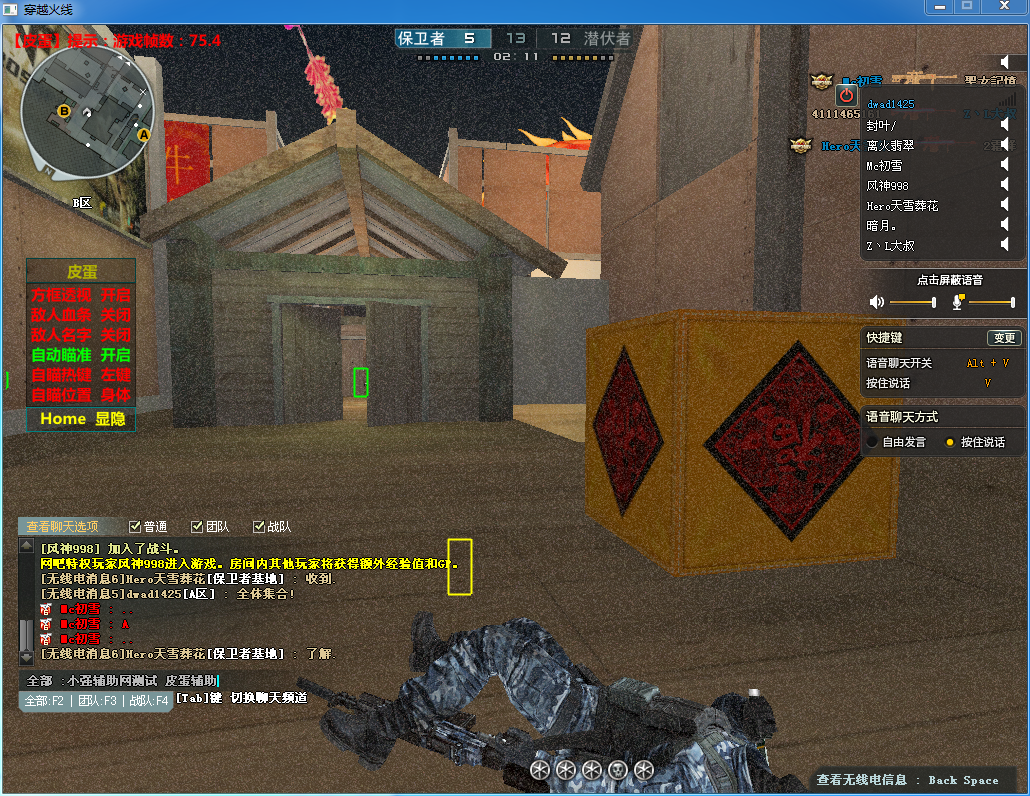 穿越火线
【皮蛋】提示：游戏帧数：75.4
保卫者 5 13 12 潜伏者
02:11
B
A
N
B区
牛
Mc初雪
聖女記憶
4111465
Hero天
dwad1425
封叶/
离火翡翠
Mc初雪
风神998
Hero天雪葬花
暗月。
Z丶L大叔
点击屏蔽语音
快捷键 变更
语音聊天开关 Alt + V
按住说话 V
语音聊天方式
自由发言 按住说话
皮蛋
方框透视 开启
敌人血条 关闭
敌人名字 关闭
自动瞄准 开启
自瞄热键 左键
自瞄位置 身体
Home 显隐
查看聊天选项 普通 团队 战队
[风神998] 加入了战斗。
网吧特权玩家风神998进入游戏。房间内其他玩家将获得额外经验值和GP。
[无线电消息6]Hero天雪葬花[保卫者基地] : 收到.
[无线电消息5]dwad1425[A区] : 全体集合!
Mc初雪 : ..
Mc初雪 : A
Mc初雪 : ..
[无线电消息6]Hero天雪葬花[保卫者基地] : 了解.
全部 :小强辅助网测试 皮蛋辅助
全部:F2 | 团队:F3 | 战队:F4 [Tab]键 切换聊天频道
查看无线电信息 : Back Space